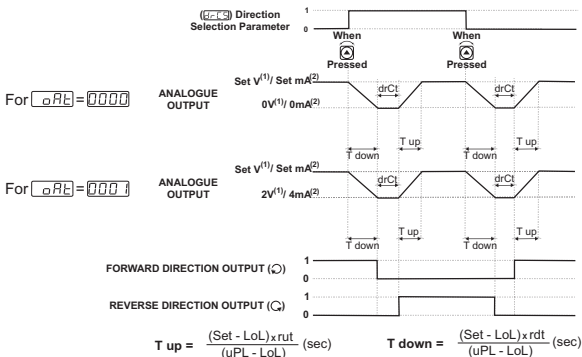 (drCS) Direction
Selection Parameter
1
0
When
When
Pressed
Pressed
For oAt = 0000
ANALOGUE
OUTPUT
Set V(1)/ Set mA(2)
0V(1)/ 0mA(2)
drCt
drCt
T down
T up
T down
T up
For oAt = 0001
ANALOGUE
OUTPUT
Set V(1)/ Set mA(2)
2V(1)/ 4mA(2)
drCt
drCt
T down
T up
T down
T up
FORWARD DIRECTION OUTPUT ( )
1
0
REVERSE DIRECTION OUTPUT ( )
1
0
T up = (Set - LoL) x rut / (uPL - LoL) (sec)
T down = (Set - LoL) x rdt / (uPL - LoL) (sec)